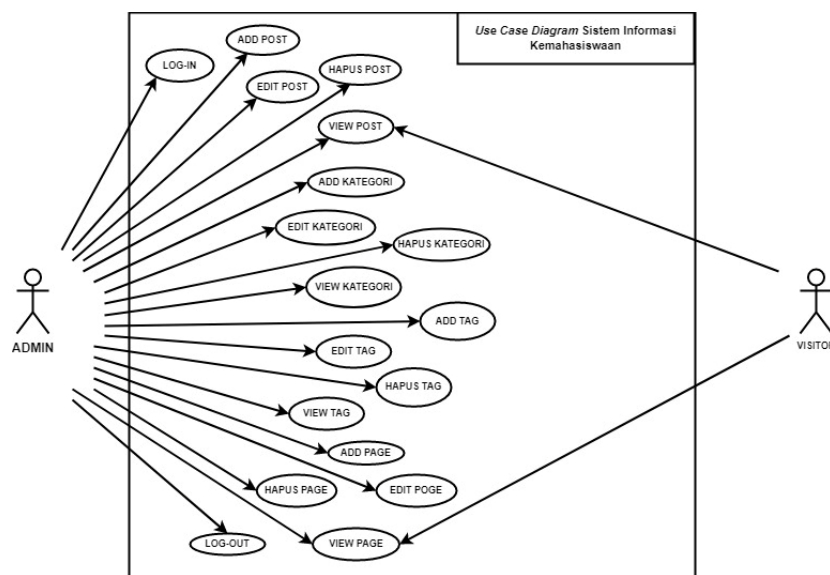 Use Case Diagram Sistem Informasi
Kemahasiswaan
ADD POST
LOG-IN
HAPUS POST
EDIT POST
VIEW POST
ADD KATEGORI
EDIT KATEGORI
HAPUS KATEGORI
VIEW KATEGORI
ADD TAG
ADMIN
VISITOR
EDIT TAG
HAPUS TAG
VIEW TAG
ADD PAGE
HAPUS PAGE
EDIT POGE
LOG-OUT
VIEW PAGE